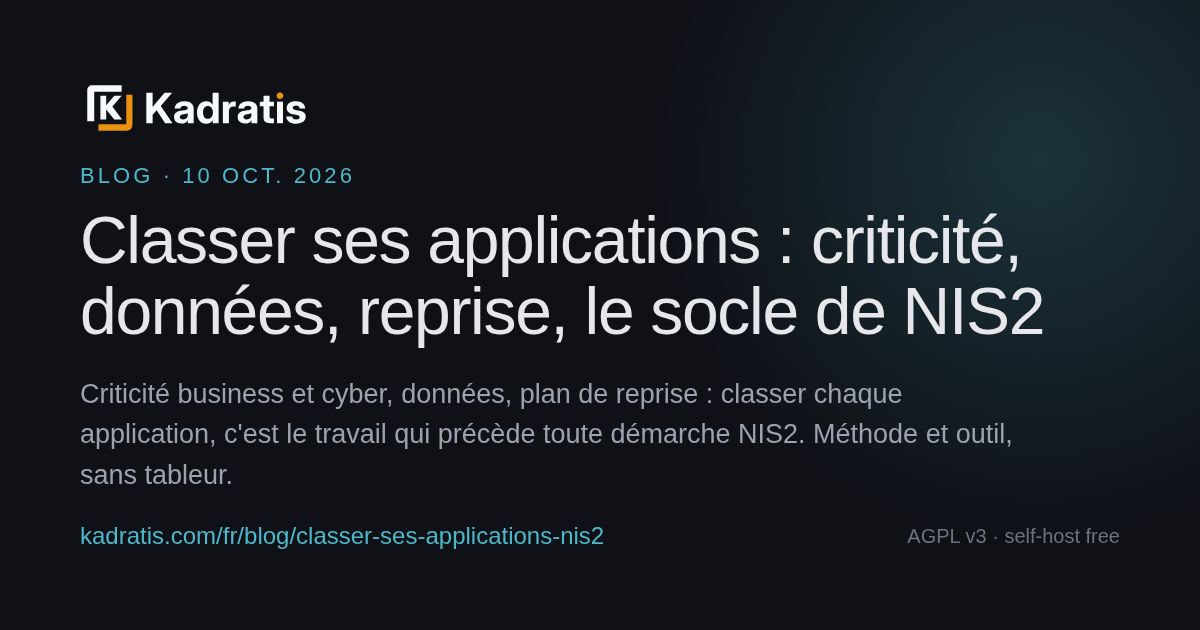 Kadratis
BLOG · 10 OCT. 2026
Classer ses applications : criticité,
données, reprise, le socle de NIS2
Criticité business et cyber, données, plan de reprise : classer chaque
application, c'est le travail qui précède toute démarche NIS2. Méthode et outil,
sans tableur.
kadratis.com/fr/blog/classer-ses-applications-nis2
AGPL v3 · self-host free